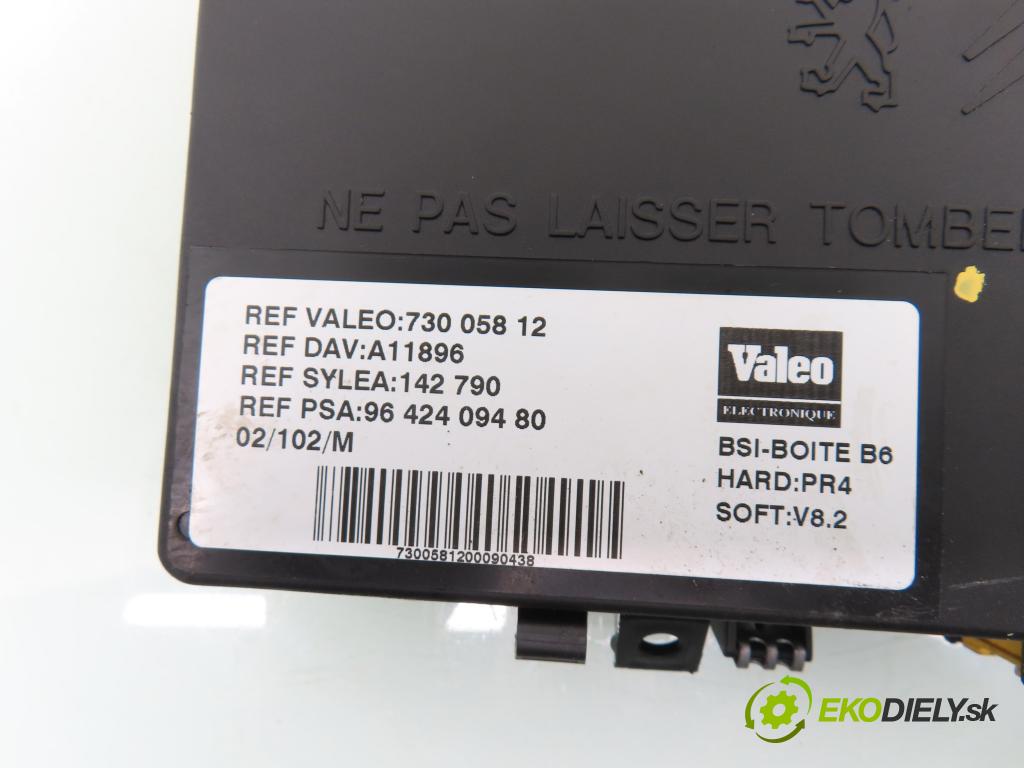 NE PAS LAISSER TOMBER
REF VALEO:730 058 12
REF DAV:A11896
REF SYLEA:142 790
REF PSA:96 424 094 80
02/102/M
7300581200090438
Valeo
ELECTRONIQUE
BSI-BOITE B6
HARD:PR4
SOFT:V8.2
EKODIELY.sk